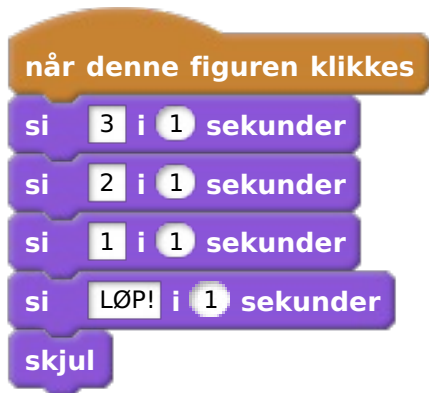 når denne figuren klikkes
si 3 i 1 sekunder
si 2 i 1 sekunder
si 1 i 1 sekunder
si LØP! i 1 sekunder
skjul